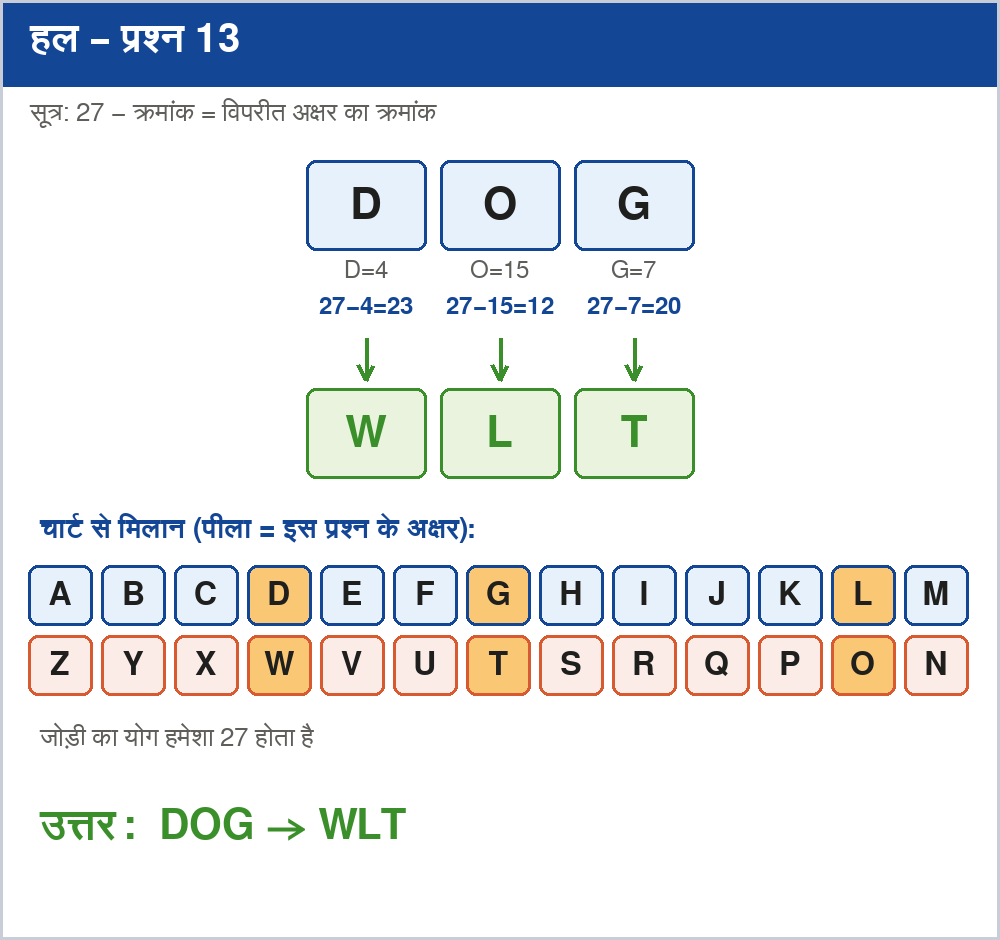 हल – प्रश्न 13
सूत्र: 27 – क्रमांक = विपरीत अक्षर का क्रमांक
D O G
D=4 O=15 G=7
27−4=23 27−15=12 27−7=20
W L T
चार्ट से मिलान (पीला = इस प्रश्न के अक्षर):
A B C D E F G H I J K L M
Z Y X W V U T S R Q P O N
जोड़ी का योग हमेशा 27 होता है
उत्तर : DOG → WLT